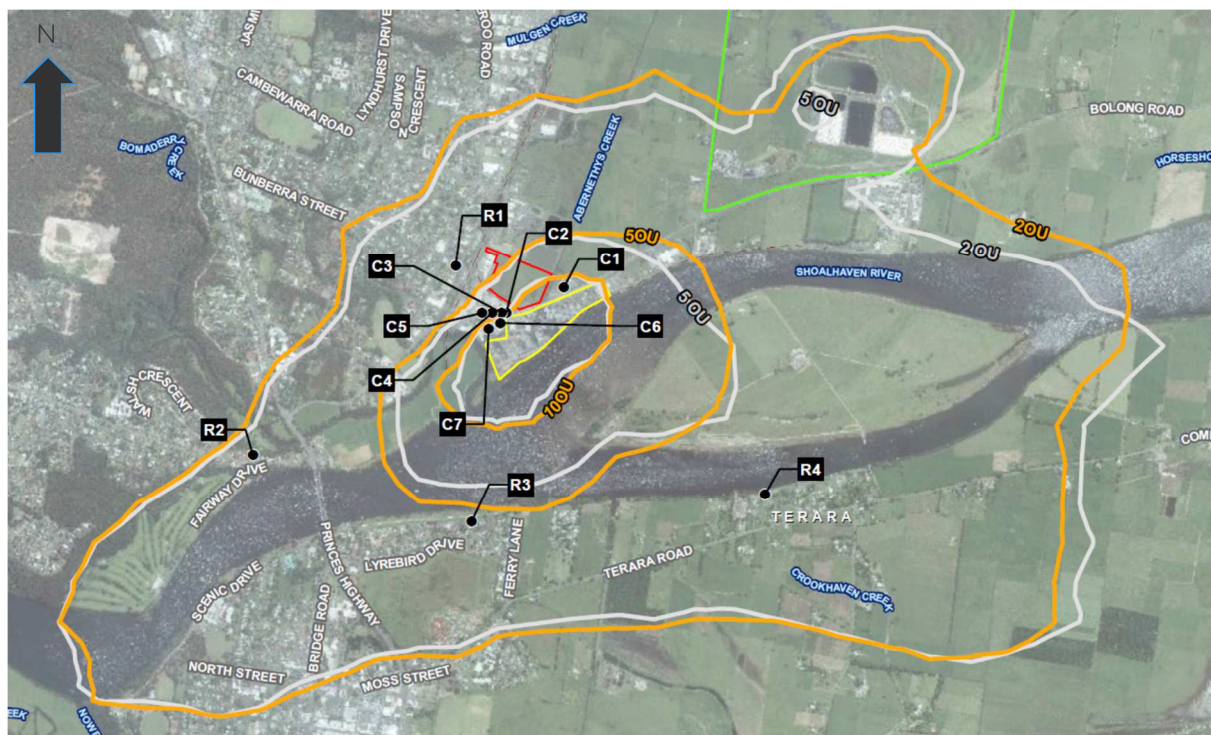 N
JASMI
LYNDHURST DRIVE
ROO ROAD
MULGEN CREEK
CAMBEWARRA ROAD
SAMPSON
CRESCENT
5 OU
BOLONG ROAD
BOMADERRY
CREEK
ABERNETHYS CREEK
HORSESHO
BUNBERRA STREET
R1
C2
5OU
2OU
C3
C1
2 OU
SHOALHAVEN RIVER
C5
5 OU
C6
C4
WALSH CRESCENT
10OU
C7
R2
COM
FAIRWAY DRIVE
R3
R4
TERARA
PRINCES HIGHWAY
LYREBIRD DRIVE
FERRY LANE
TERARA ROAD
SCENIC DRIVE
CROOKHAVEN CREEK
BRIDGE ROAD
NORTH STREET
MOSS STREET
EEK
NOW